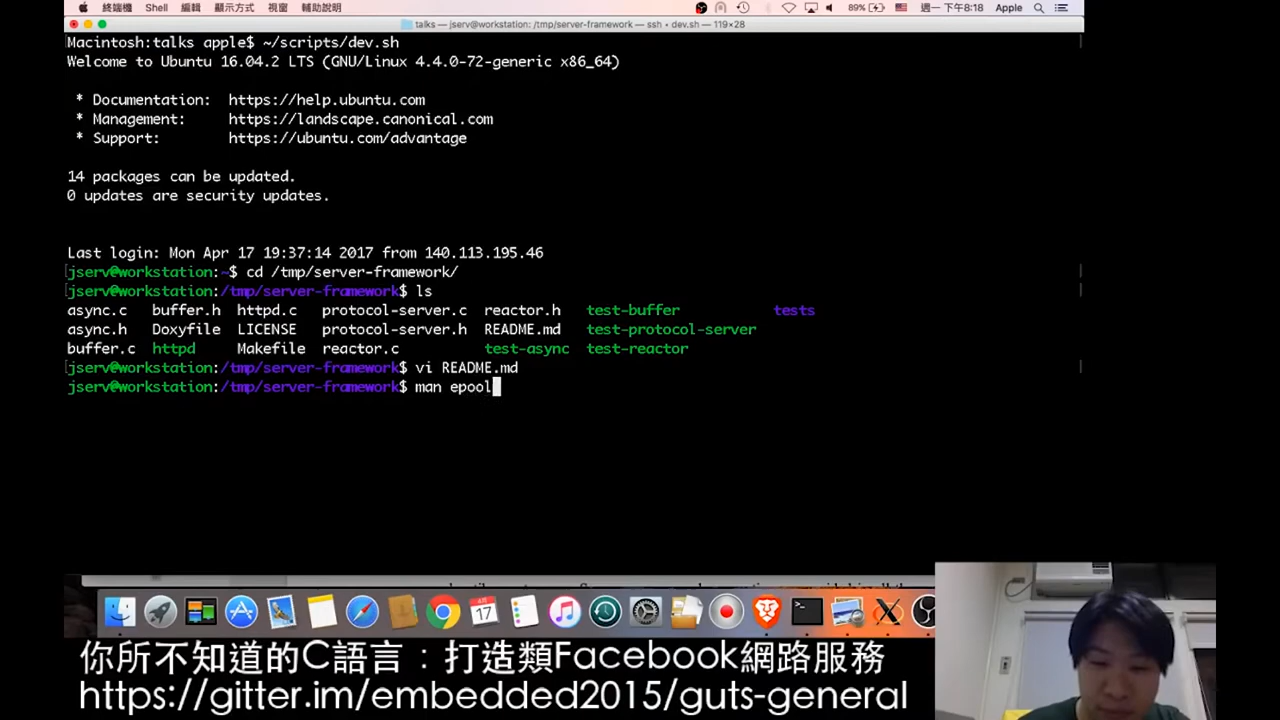 終端機 Shell 編輯 顯示方式 視窗 輔助說明 89% 週一 下午8:18 Apple
talks — jserv@workstation: /tmp/server-framework — ssh • dev.sh — 119×28
Macintosh:talks apple$ ~/scripts/dev.sh
Welcome to Ubuntu 16.04.2 LTS (GNU/Linux 4.4.0-72-generic x86_64)
* Documentation: https://help.ubuntu.com
* Management: https://landscape.canonical.com
* Support: https://ubuntu.com/advantage
14 packages can be updated.
0 updates are security updates.
Last login: Mon Apr 17 19:37:14 2017 from 140.113.195.46
jserv@workstation:~$ cd /tmp/server-framework/
jserv@workstation:/tmp/server-framework$ ls
async.c buffer.h httpd.c protocol-server.c reactor.h test-buffer tests
async.h Doxyfile LICENSE protocol-server.h README.md test-protocol-server
buffer.c httpd Makefile reactor.c test-async test-reactor
jserv@workstation:/tmp/server-framework$ vi README.md
jserv@workstation:/tmp/server-framework$ man epool
17
你所不知道的C語言：打造類Facebook網路服務
https://gitter.im/embedded2015/guts-general